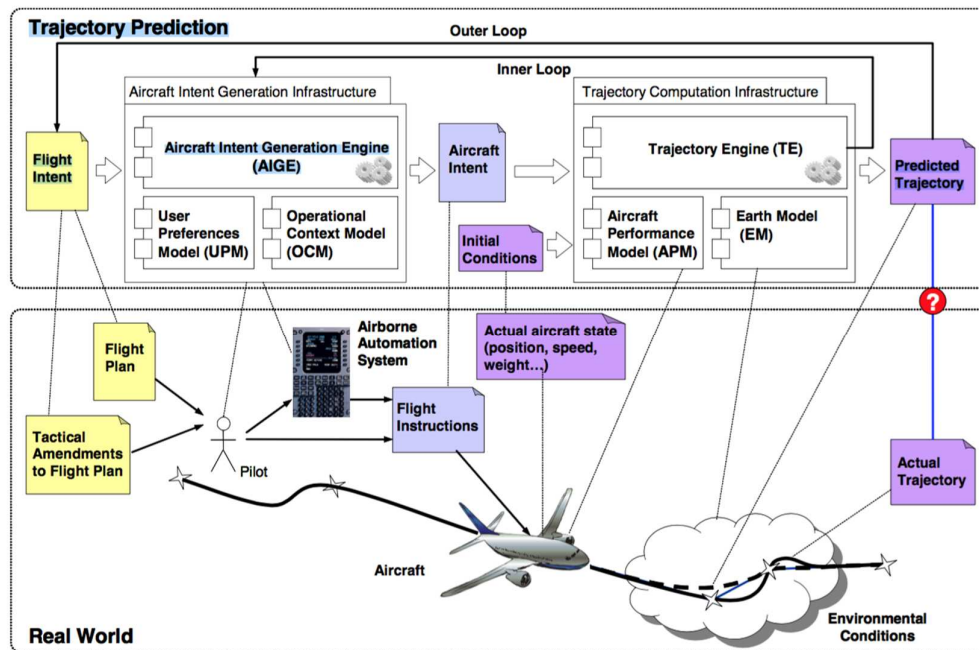 Trajectory Prediction
Outer Loop
Inner Loop
Aircraft Intent Generation Infrastructure
Trajectory Computation Infrastructure
Flight
Intent
Aircraft Intent Generation Engine
(AIGE)
Aircraft
Intent
Trajectory Engine (TE)
Predicted
Trajectory
User
Preferences
Model (UPM)
Operational
Context Model
(OCM)
Initial
Conditions
Aircraft
Performance
Model (APM)
Earth Model
(EM)
?
Flight
Plan
Airborne
Automation
System
Actual aircraft state
(position, speed,
weight...)
Tactical
Amendments
to Flight Plan
Pilot
Flight
Instructions
Actual
Trajectory
Aircraft
Environmental
Conditions
Real World